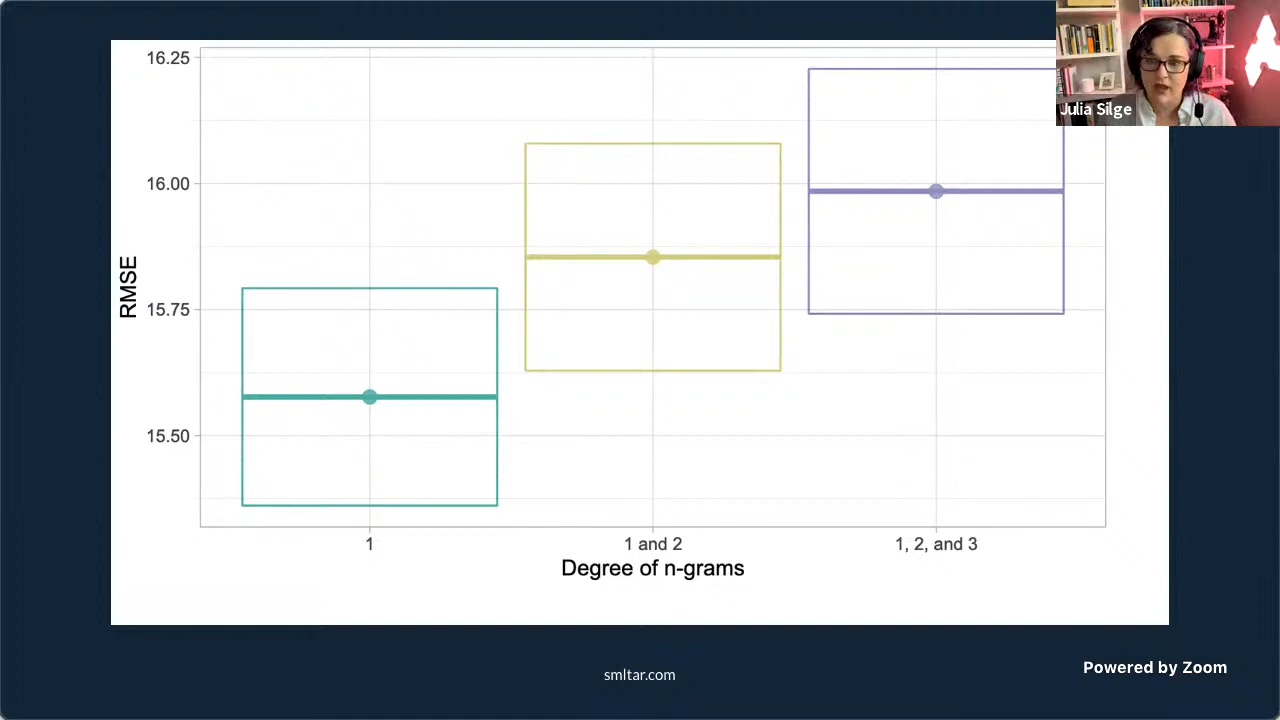 16.25
16.00
15.75
15.50
RMSE
1
1 and 2
1, 2, and 3
Degree of n-grams
smltar.com
Julia Silge
Powered by Zoom